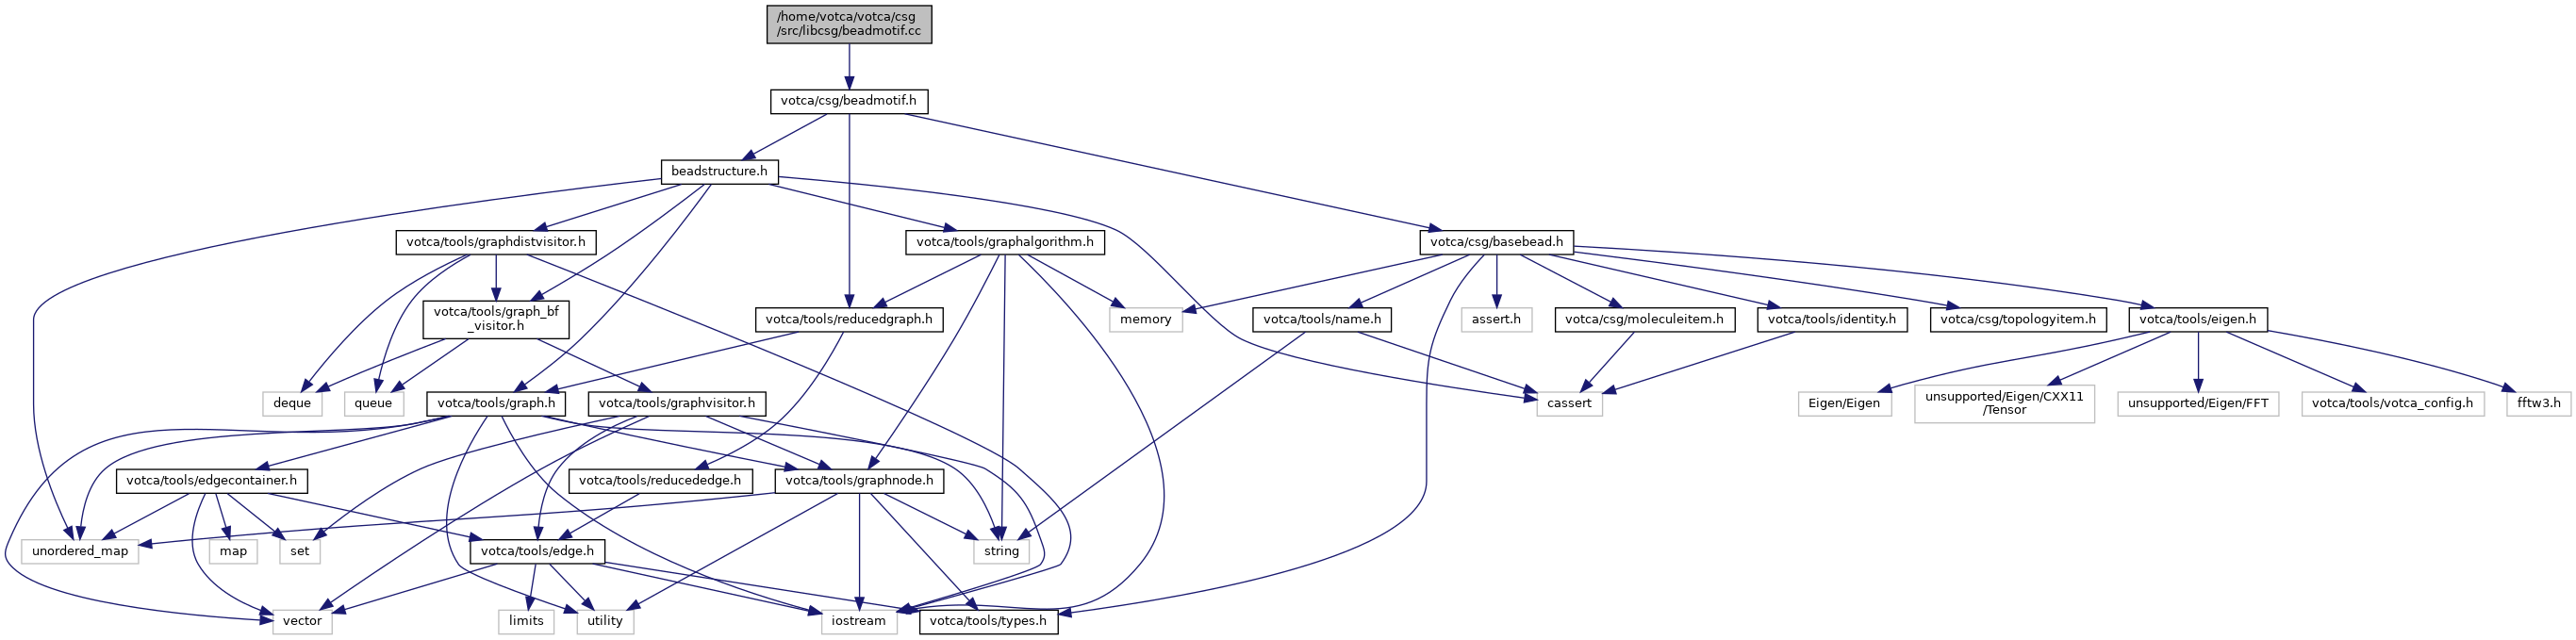 /home/votca/votca/csg
/src/libcsg/beadmotif.cc
votca/csg/beadmotif.h
beadstructure.h
votca/tools/graphdistvisitor.h
votca/tools/graphalgorithm.h
votca/csg/basebead.h
votca/tools/graph_bf
_visitor.h
votca/tools/reducedgraph.h
memory
votca/tools/name.h
assert.h
votca/csg/moleculeitem.h
votca/tools/identity.h
votca/csg/topologyitem.h
votca/tools/eigen.h
deque
queue
votca/tools/graph.h
votca/tools/graphvisitor.h
cassert
Eigen/Eigen
unsupported/Eigen/CXX11
/Tensor
unsupported/Eigen/FFT
votca/tools/votca_config.h
fftw3.h
votca/tools/edgecontainer.h
votca/tools/reducededge.h
votca/tools/graphnode.h
unordered_map
map
set
votca/tools/edge.h
string
vector
limits
utility
iostream
votca/tools/types.h